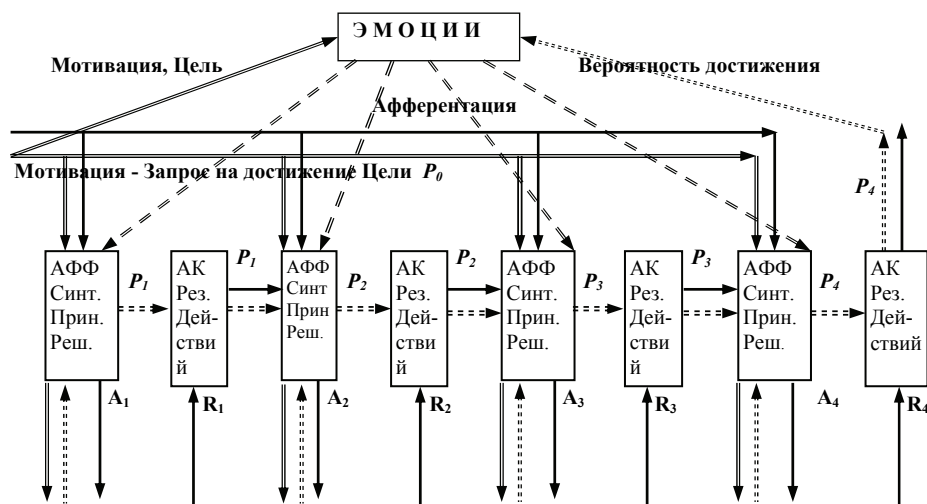 Э М О Ц И И
Мотивация, Цель
Вероятность достижения
Афферентация
Мотивация - Запрос на достижение Цели P₀
P₄
P₁
P₁
P₂
P₂
P₃
P₃
P₄
АФФ
Синт.
Прин.
Реш.
АК
Рез.
Дей-
стви
й
АФФ
Синт
Прин
Реш.
АК
Рез.
Дей-
стви
й
АФФ
Синт.
Прин.
Реш.
АК
Рез.
Дей-
стви
й
АФФ
Синт.
Прин.
Реш.
АК
Рез.
Дей-
ствий
A₁
R₁
A₂
R₂
A₃
R₃
A₄
R₄